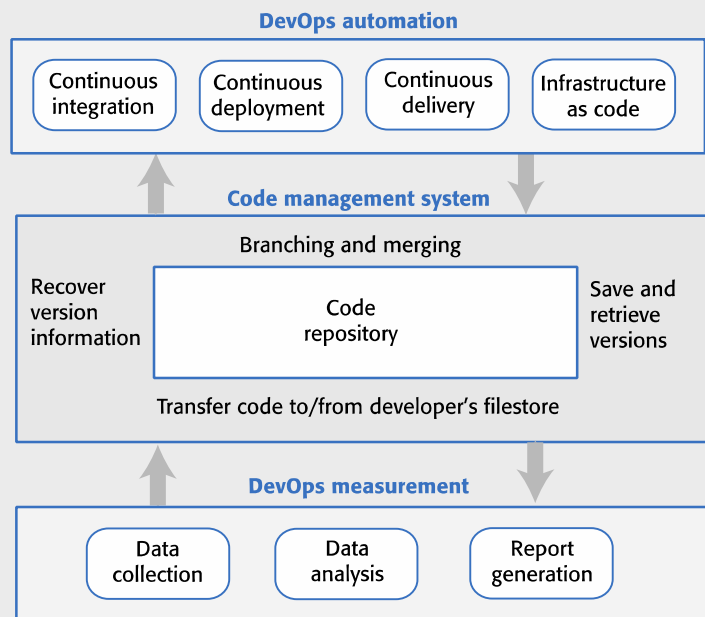 DevOps automation
Continuous
integration
Continuous
deployment
Continuous
delivery
Infrastructure
as code
Code management system
Branching and merging
Recover
version
information
Code
repository
Save and
retrieve
versions
Transfer code to/from developer’s filestore
DevOps measurement
Data
collection
Data
analysis
Report
generation